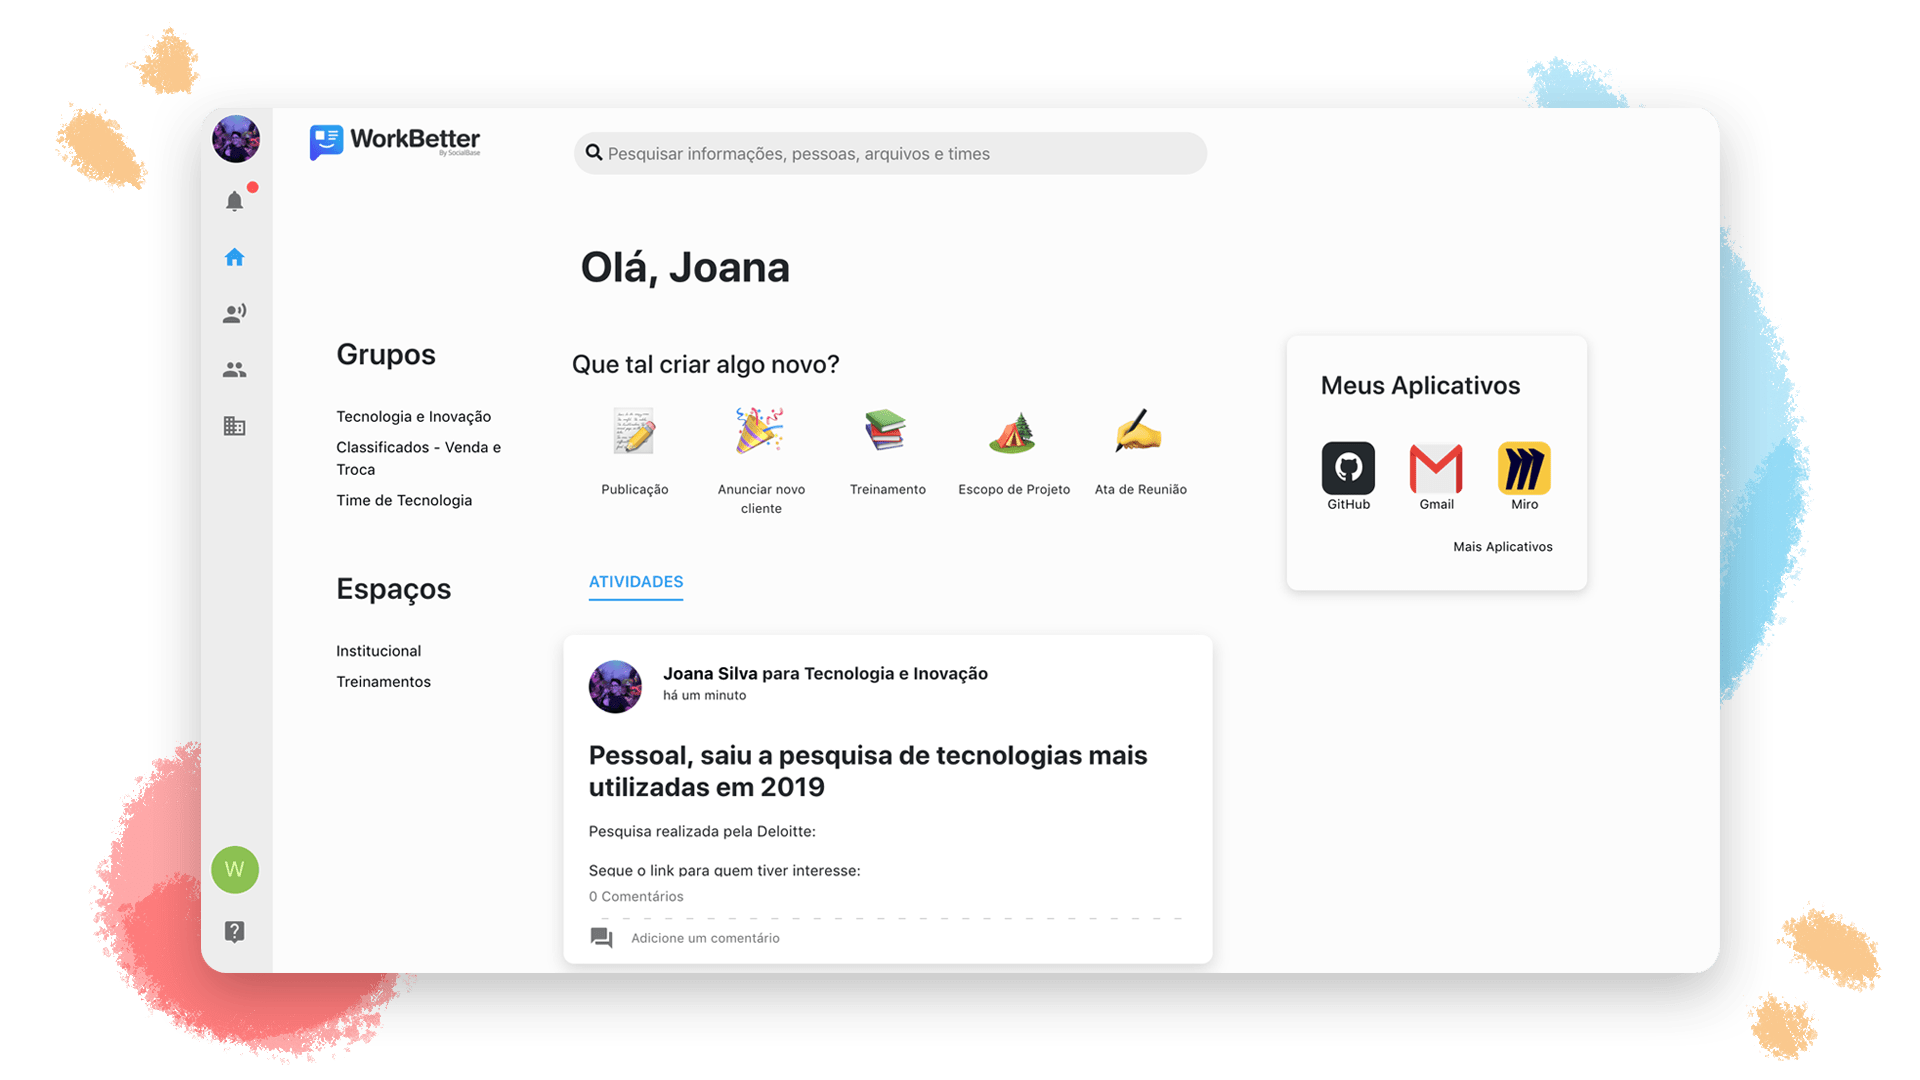 WorkBetter
By SocialBase
Pesquisar informações, pessoas, arquivos e times
Olá, Joana
Grupos
Tecnologia e Inovação
Classificados - Venda e
Troca
Time de Tecnologia
Espaços
Institucional
Treinamentos
Que tal criar algo novo?
Publicação
Anunciar novo
cliente
Treinamento
Escopo de Projeto
Ata de Reunião
ATIVIDADES
Joana Silva para Tecnologia e Inovação
há um minuto
Pessoal, saiu a pesquisa de tecnologias mais
utilizadas em 2019
Pesquisa realizada pela Deloitte:
Segue o link para quem tiver interesse:
0 Comentários
Adicione um comentário
Meus Aplicativos
GitHub
Gmail
Miro
Mais Aplicativos
W
?